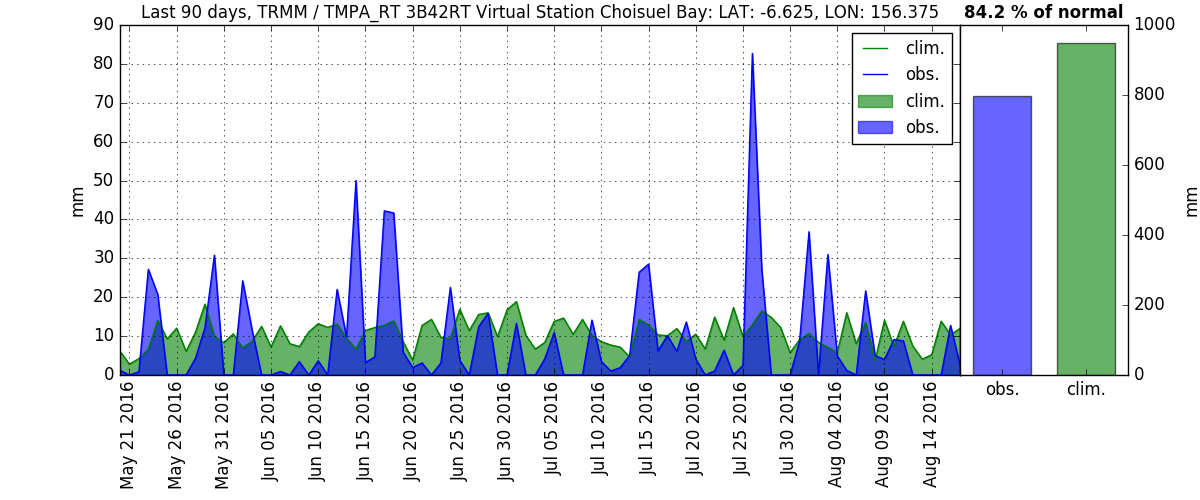 Last 90 days, TRMM / TMPA_RT 3B42RT Virtual Station Choisuel Bay: LAT: -6.625, LON: 156.375
84.2 % of normal
90
80
70
60
50
40
30
20
10
0
mm
clim.
obs.
clim.
obs.
1000
800
600
400
200
0
mm
obs.
clim.
May 21 2016
May 26 2016
May 31 2016
Jun 05 2016
Jun 10 2016
Jun 15 2016
Jun 20 2016
Jun 25 2016
Jun 30 2016
Jul 05 2016
Jul 10 2016
Jul 15 2016
Jul 20 2016
Jul 25 2016
Jul 30 2016
Aug 04 2016
Aug 09 2016
Aug 14 2016